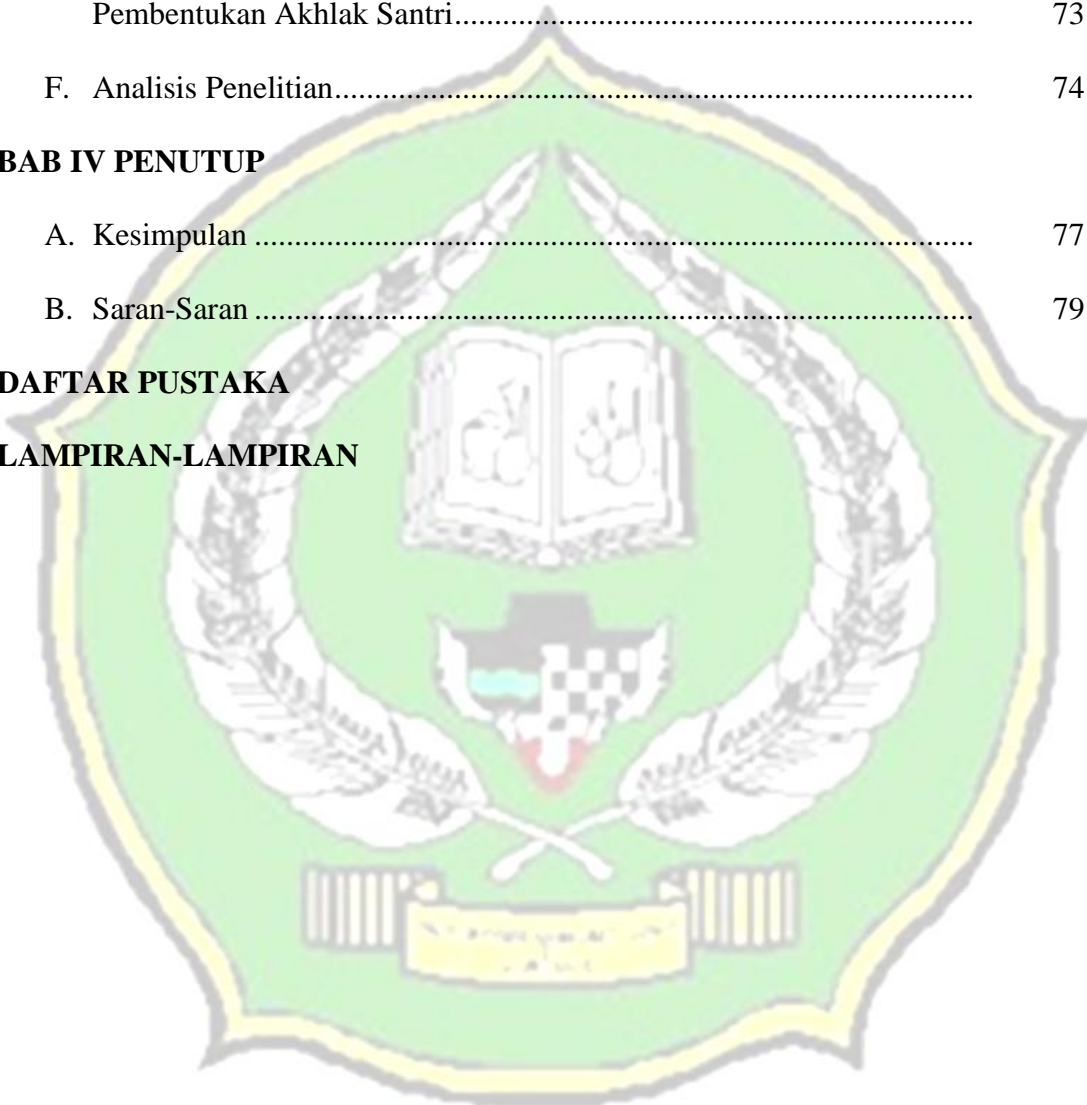 Pembentukan Akhlak Santri........................................................................ 73
F. Analisis Penelitian......................................................................................... 74
BAB IV PENUTUP
A. Kesimpulan .................................................................................................... 77
B. Saran-Saran .................................................................................................... 79
DAFTAR PUSTAKA
LAMPIRAN-LAMPIRAN